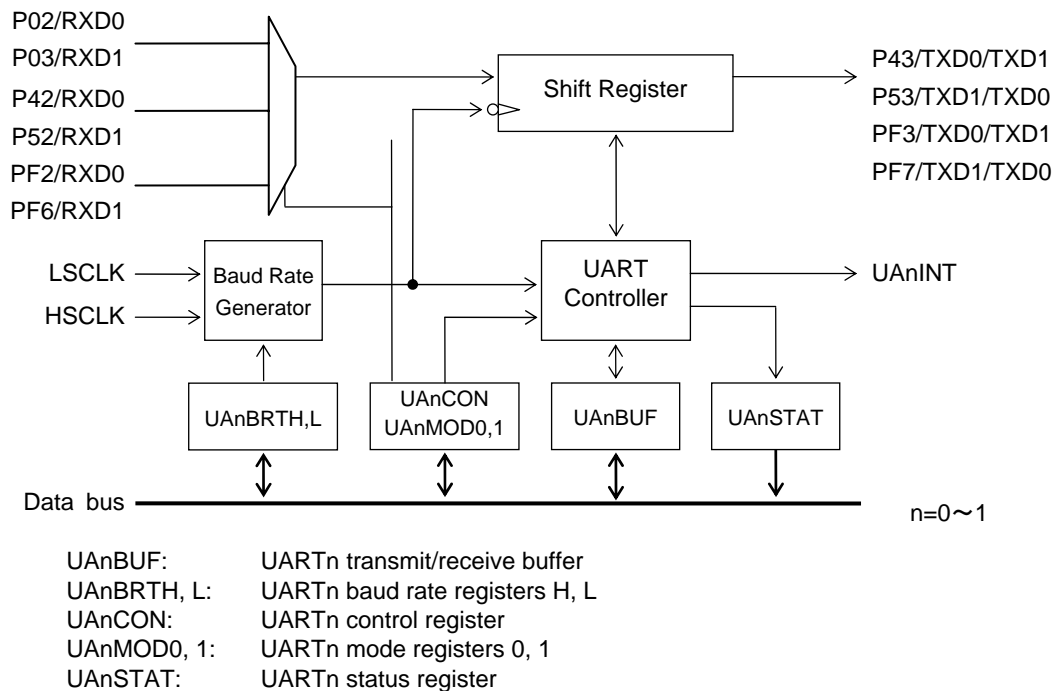 P02/RXD0
P03/RXD1
P42/RXD0
P52/RXD1
PF2/RXD0
PF6/RXD1
LSCLK
HSCLK
Shift Register
P43/TXD0/TXD1
P53/TXD1/TXD0
PF3/TXD0/TXD1
PF7/TXD1/TXD0
Baud Rate
Generator
UART
Controller
UAnINT
UAnBRTH,L
UAnCON
UAnMOD0,1
UAnBUF
UAnSTAT
Data bus
n=0～1
UAnBUF: UARTn transmit/receive buffer
UAnBRTH, L: UARTn baud rate registers H, L
UAnCON: UARTn control register
UAnMOD0, 1: UARTn mode registers 0, 1
UAnSTAT: UARTn status register